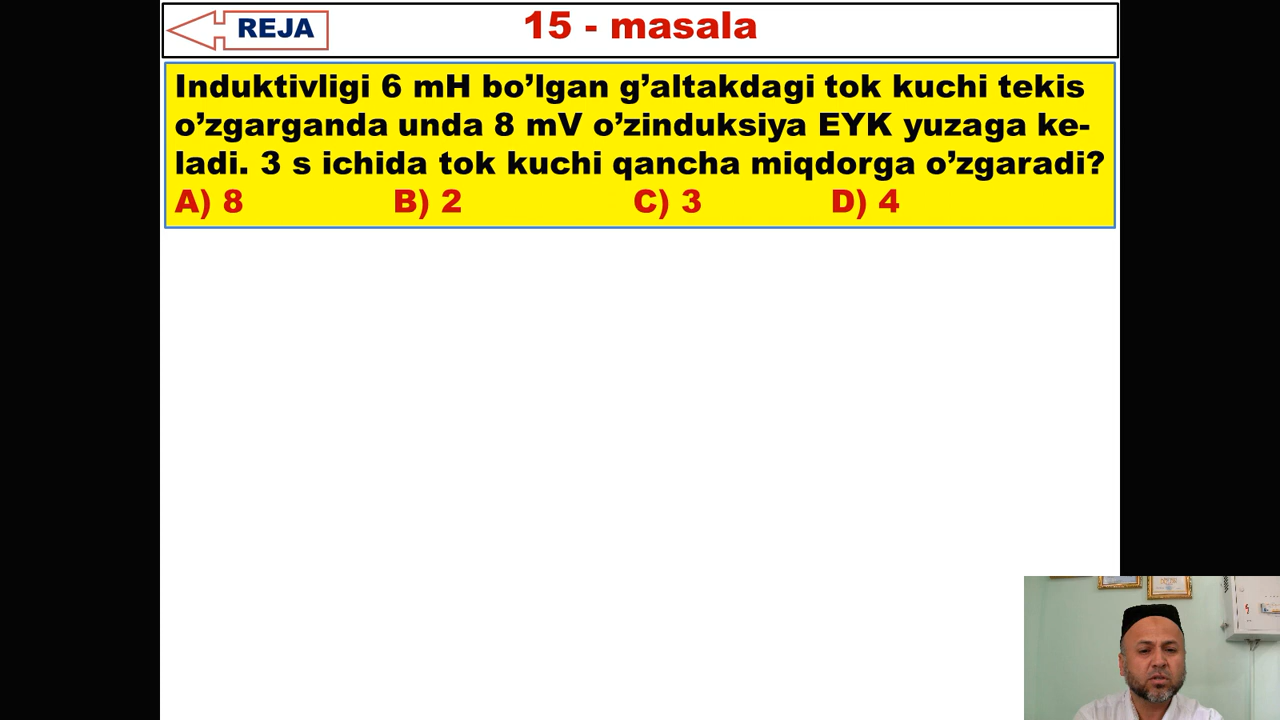 REJA
15 - masala
Induktivligi 6 mH bo’lgan g’altakdagi tok kuchi tekis
o’zgarganda unda 8 mV o’zinduksiya EYK yuzaga ke-
ladi. 3 s ichida tok kuchi qancha miqdorga o’zgaradi?
A) 8 B) 2 C) 3 D) 4